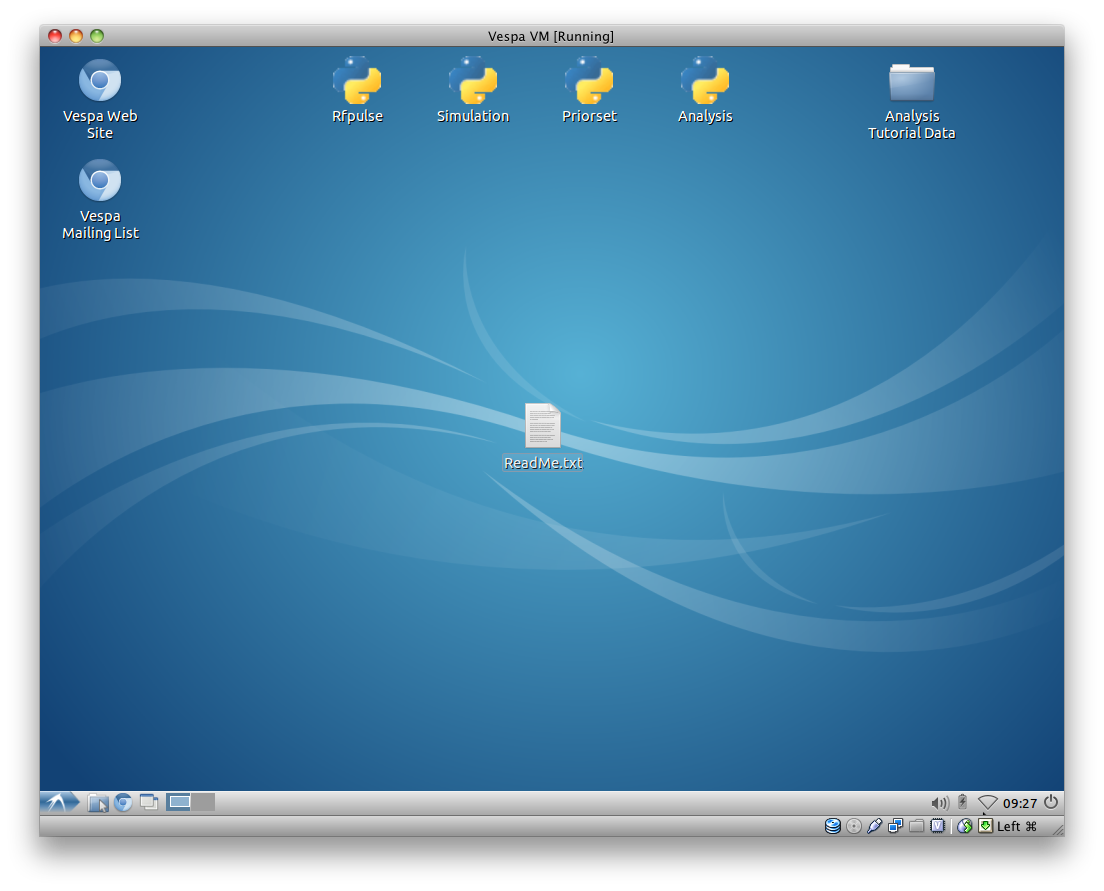 Vespa VM [Running]
Vespa Web
Site
Rfpulse
Simulation
Priorset
Analysis
Analysis
Tutorial Data
Vespa
Mailing List
ReadMe.txt
09:27
Left ⌘